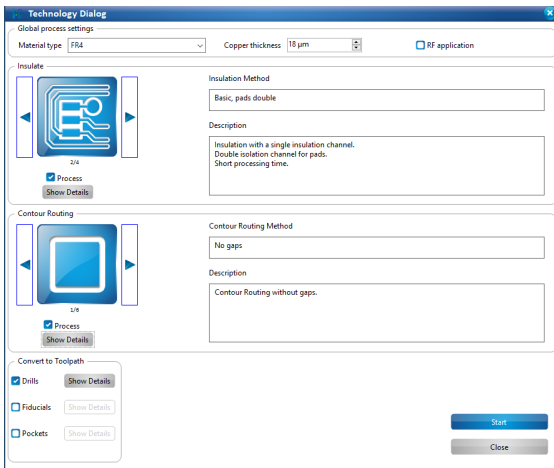 Technology Dialog
Global process settings
Material type FR4 Copper thickness 18 µm RF application
Insulate
Insulation Method
Basic, pads double
Description
Insulation with a single insulation channel.
Double isolation channel for pads.
Short processing time.
2/4
Process
Show Details
Contour Routing
Contour Routing Method
No gaps
Description
Contour Routing without gaps.
1/6
Process
Show Details
Convert to Toolpath
Drills Show Details
Fiducials Show Details
Pockets Show Details
Start
Close